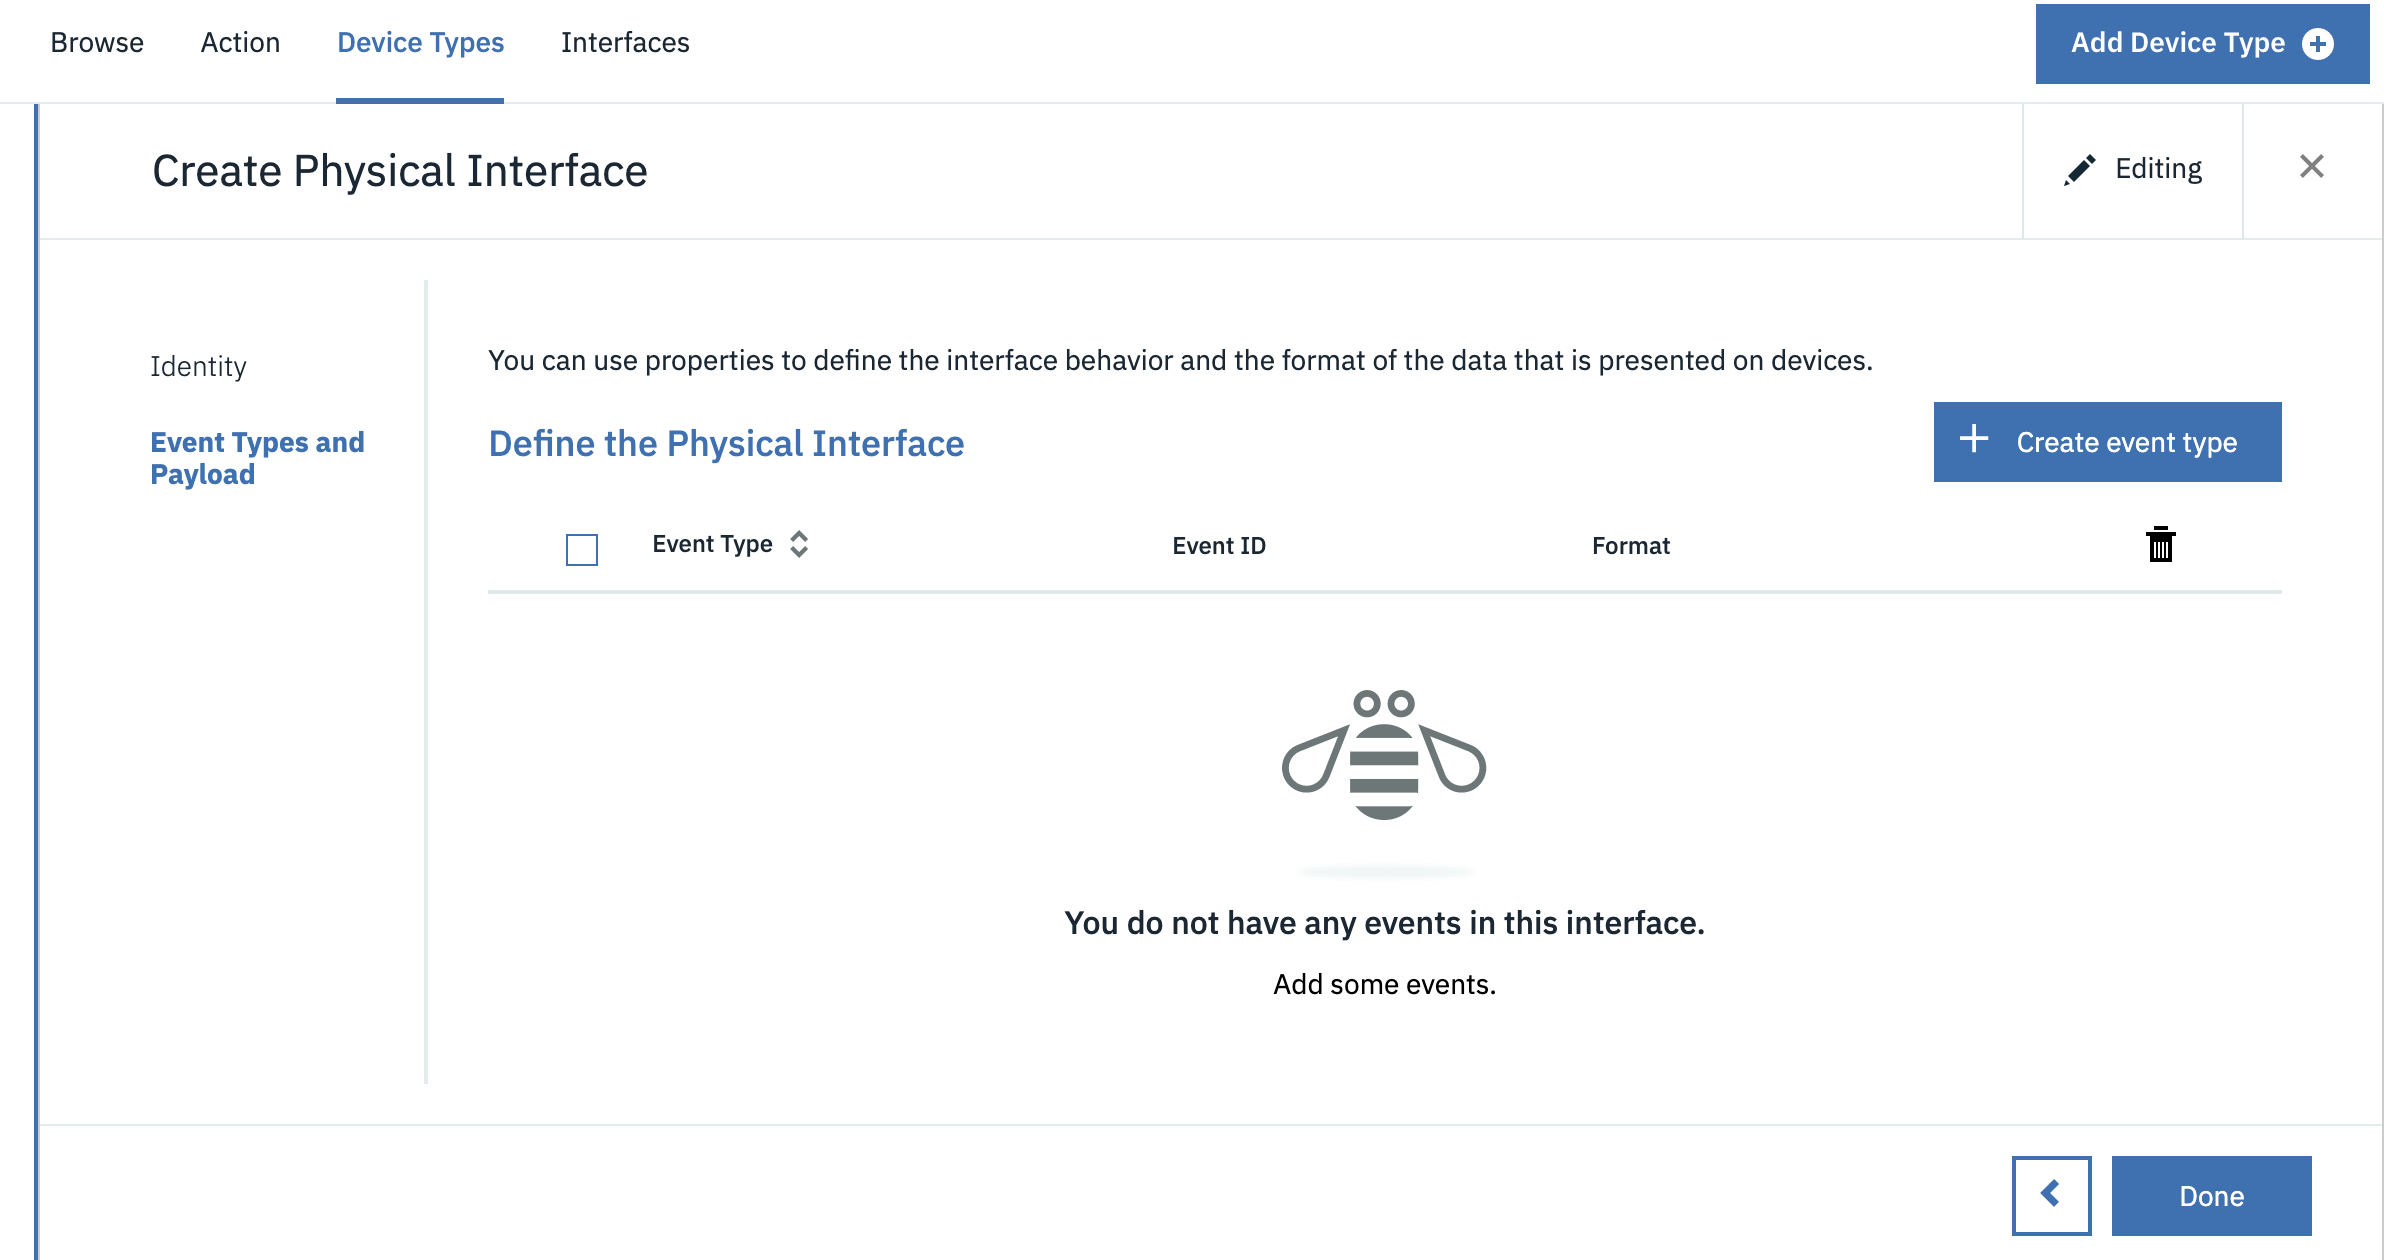 Browse Action Device Types Interfaces Add Device Type
Create Physical Interface Editing
Identity
Event Types and
Payload
You can use properties to define the interface behavior and the format of the data that is presented on devices.
Define the Physical Interface
Create event type
Event Type Event ID Format
You do not have any events in this interface.
Add some events.
Done